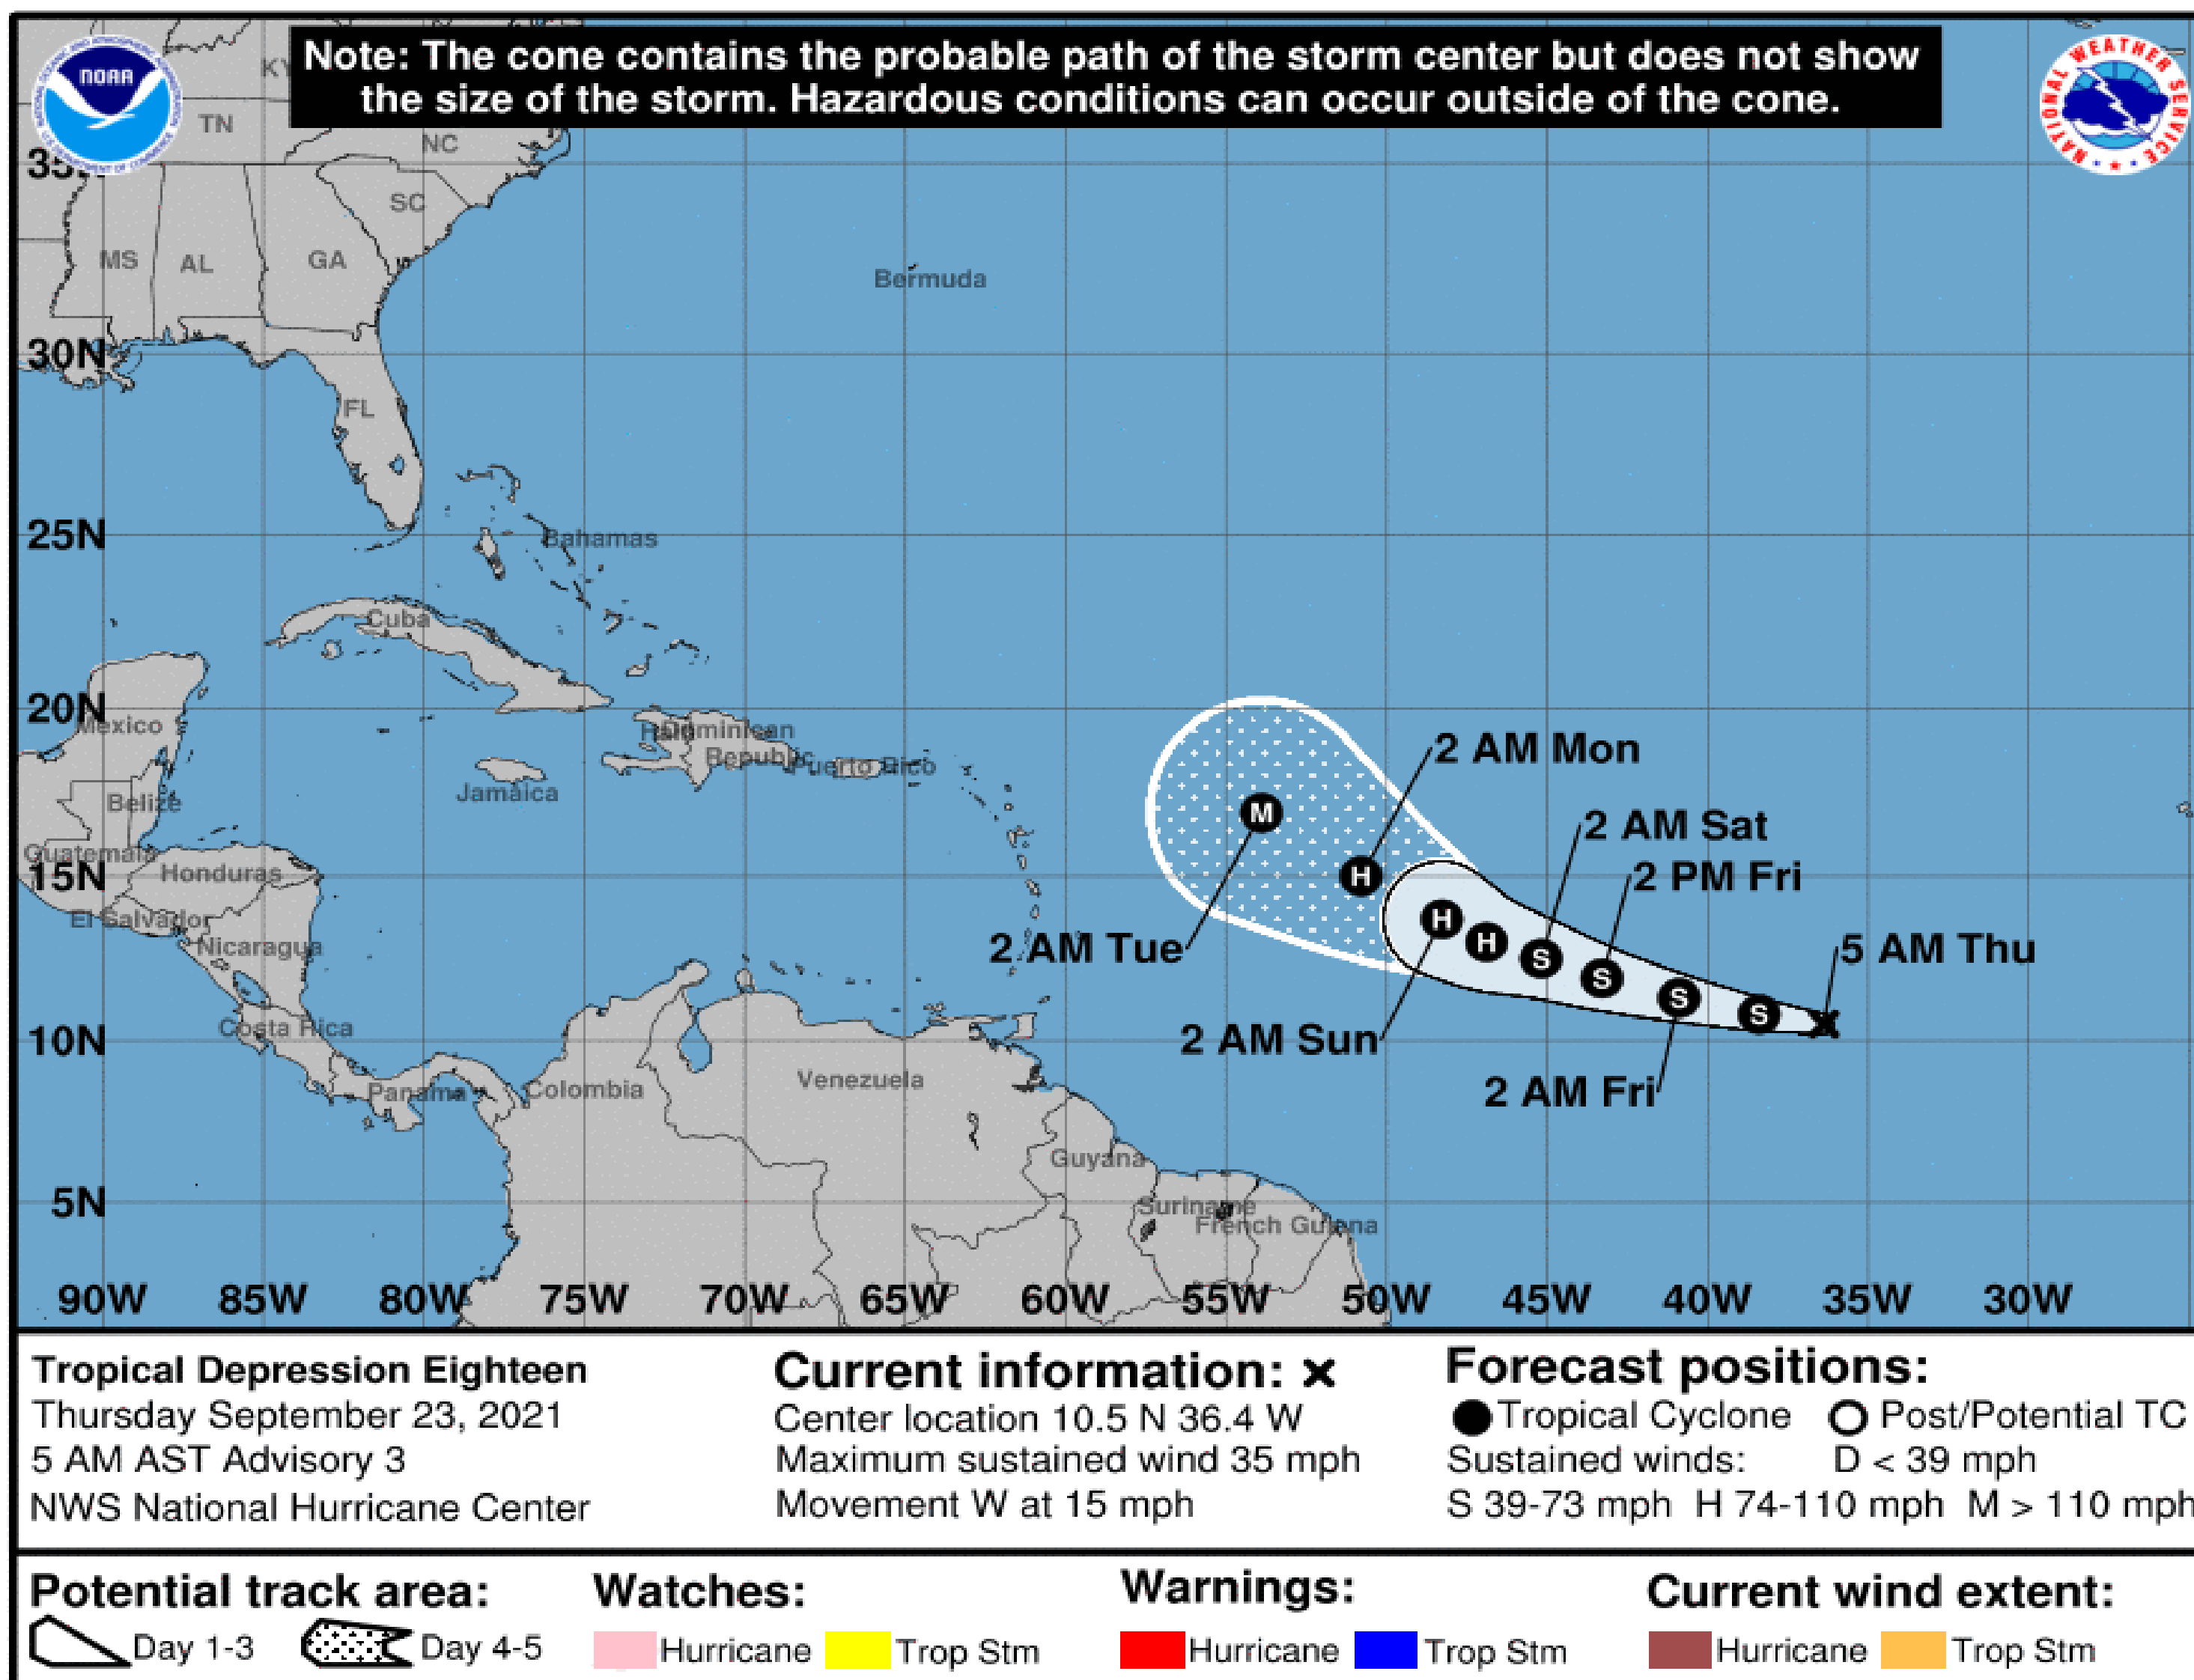 Note: The cone contains the probable path of the storm center but does not show
the size of the storm. Hazardous conditions can occur outside of the cone.
NOAA
NATIONAL WEATHER SERVICE
KY
TN
NC
SC
MS
AL
GA
FL
Bermuda
Bahamas
Cuba
Mexico
Haiti
Dominican
Republic
Puerto Rico
Jamaica
Belize
Guatemala
Honduras
El Salvador
Nicaragua
Costa Rica
Panama
Colombia
Venezuela
Guyana
Suriname
French Guiana
30N
25N
20N
15N
10N
5N
2 AM Mon
2 AM Sat
2 PM Fri
5 AM Thu
2 AM Tue
2 AM Sun
2 AM Fri
M
H
H
H
S
S
S
S
90W 85W 80W 75W 70W 65W 60W 55W 50W 45W 40W 35W 30W
Tropical Depression Eighteen
Thursday September 23, 2021
5 AM AST Advisory 3
NWS National Hurricane Center
Current information: x
Center location 10.5 N 36.4 W
Maximum sustained wind 35 mph
Movement W at 15 mph
Forecast positions:
Tropical Cyclone Post/Potential TC
Sustained winds: D < 39 mph
S 39-73 mph H 74-110 mph M > 110 mph
Potential track area:
Day 1-3 Day 4-5
Watches:
Hurricane Trop Stm
Warnings:
Hurricane Trop Stm
Current wind extent:
Hurricane Trop Stm